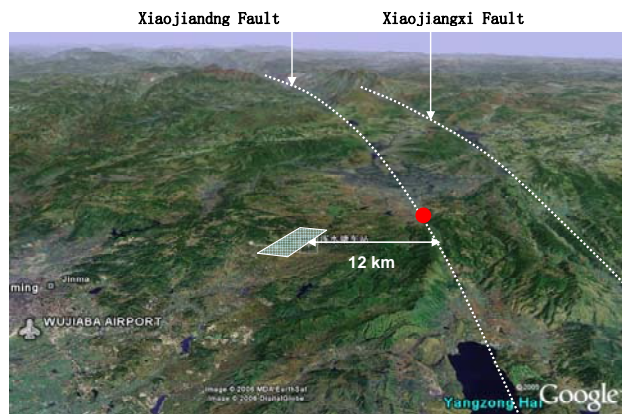 Xiaojiandng Fault
Xiaojiangxi Fault
12 km
Jinma
ming
WUJIABA AIRPORT
Image © 2006 MDA EarthSat
Image © 2006 DigitalGlobe
©2005 Google
Yangzong Hai